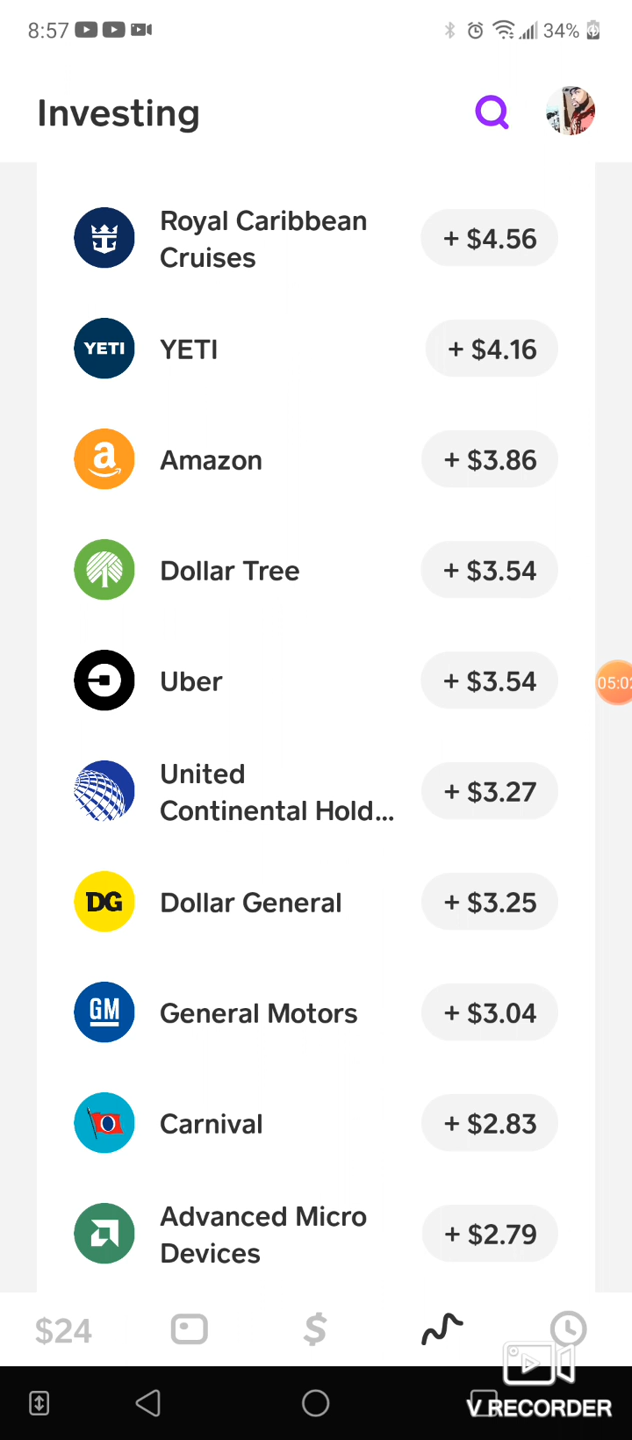 8:57 34%
Investing
Royal Caribbean
Cruises
+ $4.56
YETI
YETI
+ $4.16
a
Amazon
+ $3.86
Dollar Tree
+ $3.54
Uber
+ $3.54
05:02
United
Continental Hold...
+ $3.27
DG
Dollar General
+ $3.25
GM
General Motors
+ $3.04
Carnival
+ $2.83
Advanced Micro
Devices
+ $2.79
$24
$
V RECORDER